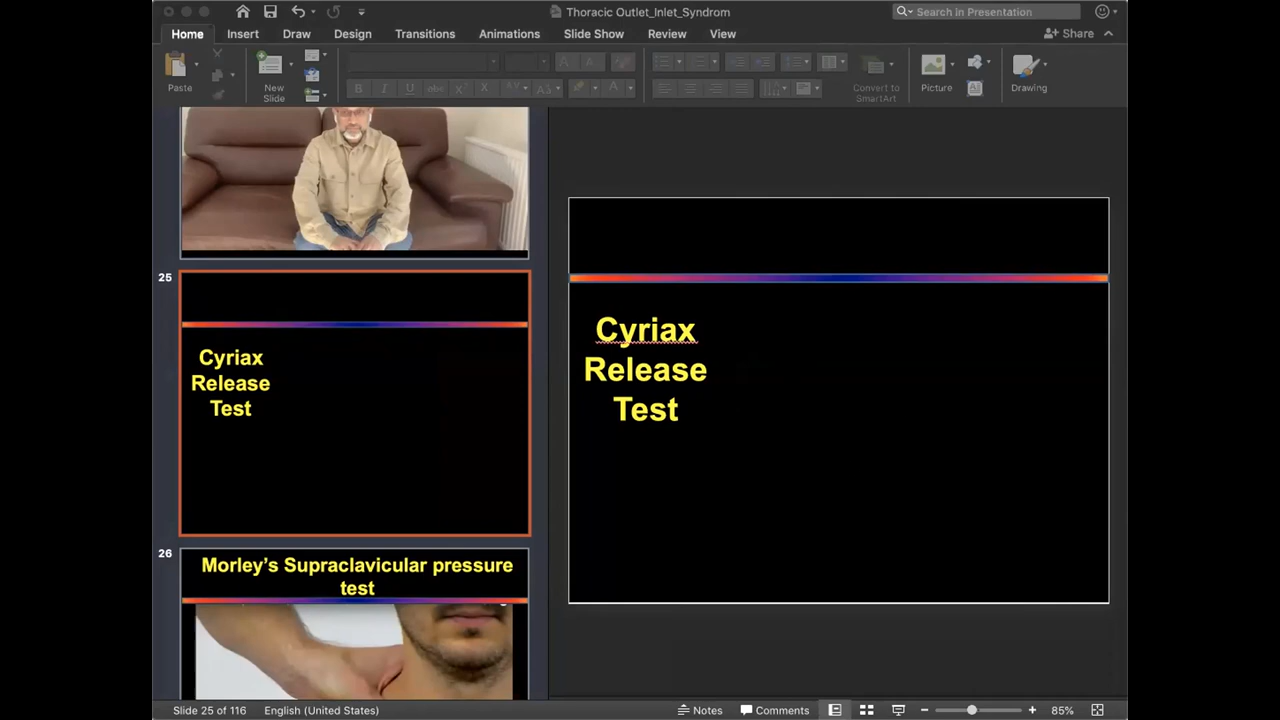 Thoracic Outlet_Inlet_Syndrom
Search in Presentation
Home Insert Draw Design Transitions Animations Slide Show Review View Share
Paste
New Slide
Convert to SmartArt
Picture
Drawing
25
Cyriax
Release
Test
26
Morley’s Supraclavicular pressure
test
Cyriax
Release
Test
Slide 25 of 116 English (United States) Notes Comments 85%